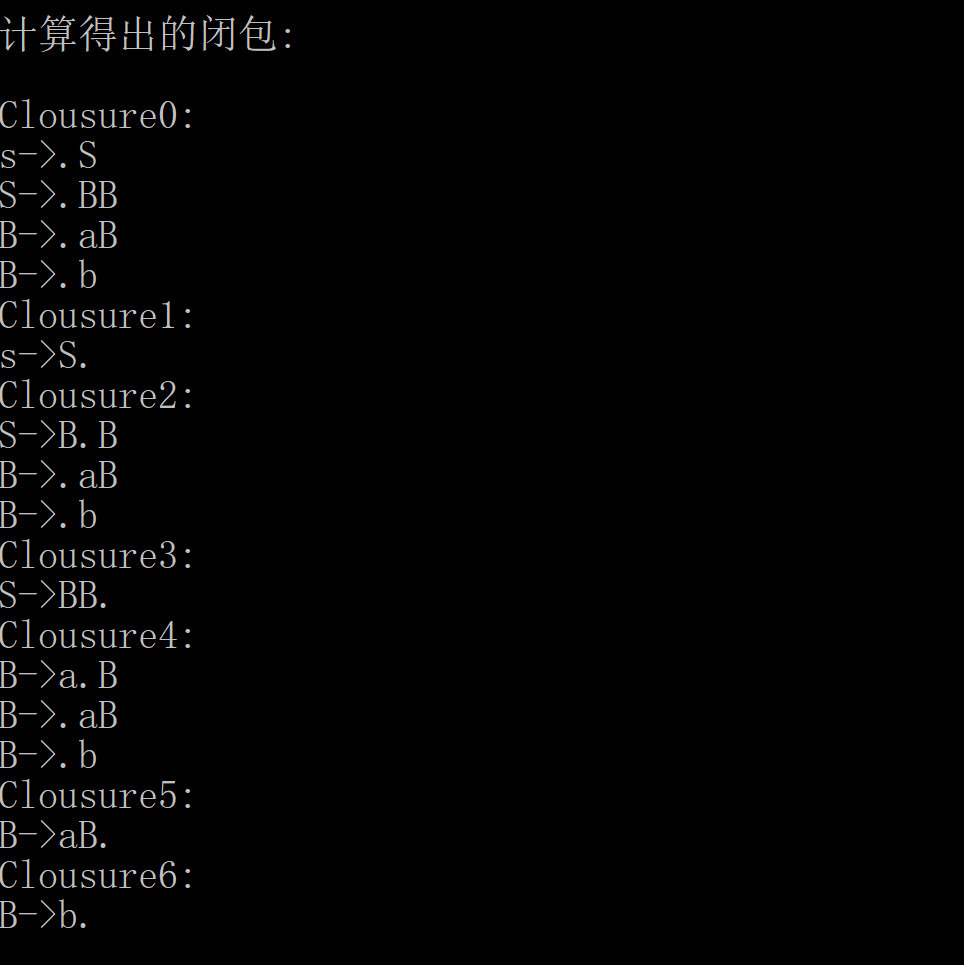 计算得出的闭包:
Clousure0:
s->.S
S->.BB
B->.aB
B->.b
Clousure1:
s->S.
Clousure2:
S->B.B
B->.aB
B->.b
Clousure3:
S->BB.
Clousure4:
B->a.B
B->.aB
B->.b
Clousure5:
B->aB.
Clousure6:
B->b.